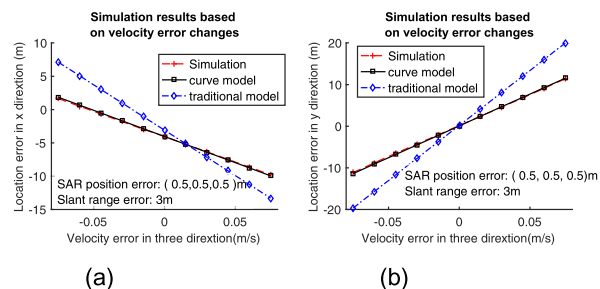 Simulation results based
on velocity error changes
Location error in x diretion (m)
10
5
0
-5
-10
-15
Simulation
curve model
traditional model
SAR position error: ( 0.5,0.5,0.5 )m
Slant range error: 3m
-0.05
0
0.05
Velocity error in three diretion(m/s)
(a)
Simulation results based
on velocity error changes
Location error in y diretion (m)
20
10
0
-10
-20
Simulation
curve model
traditional model
SAR position error: ( 0.5, 0.5, 0.5)m
Slant range error: 3m
-0.05
0
0.05
Velocity error in three diretion(m/s)
(b)